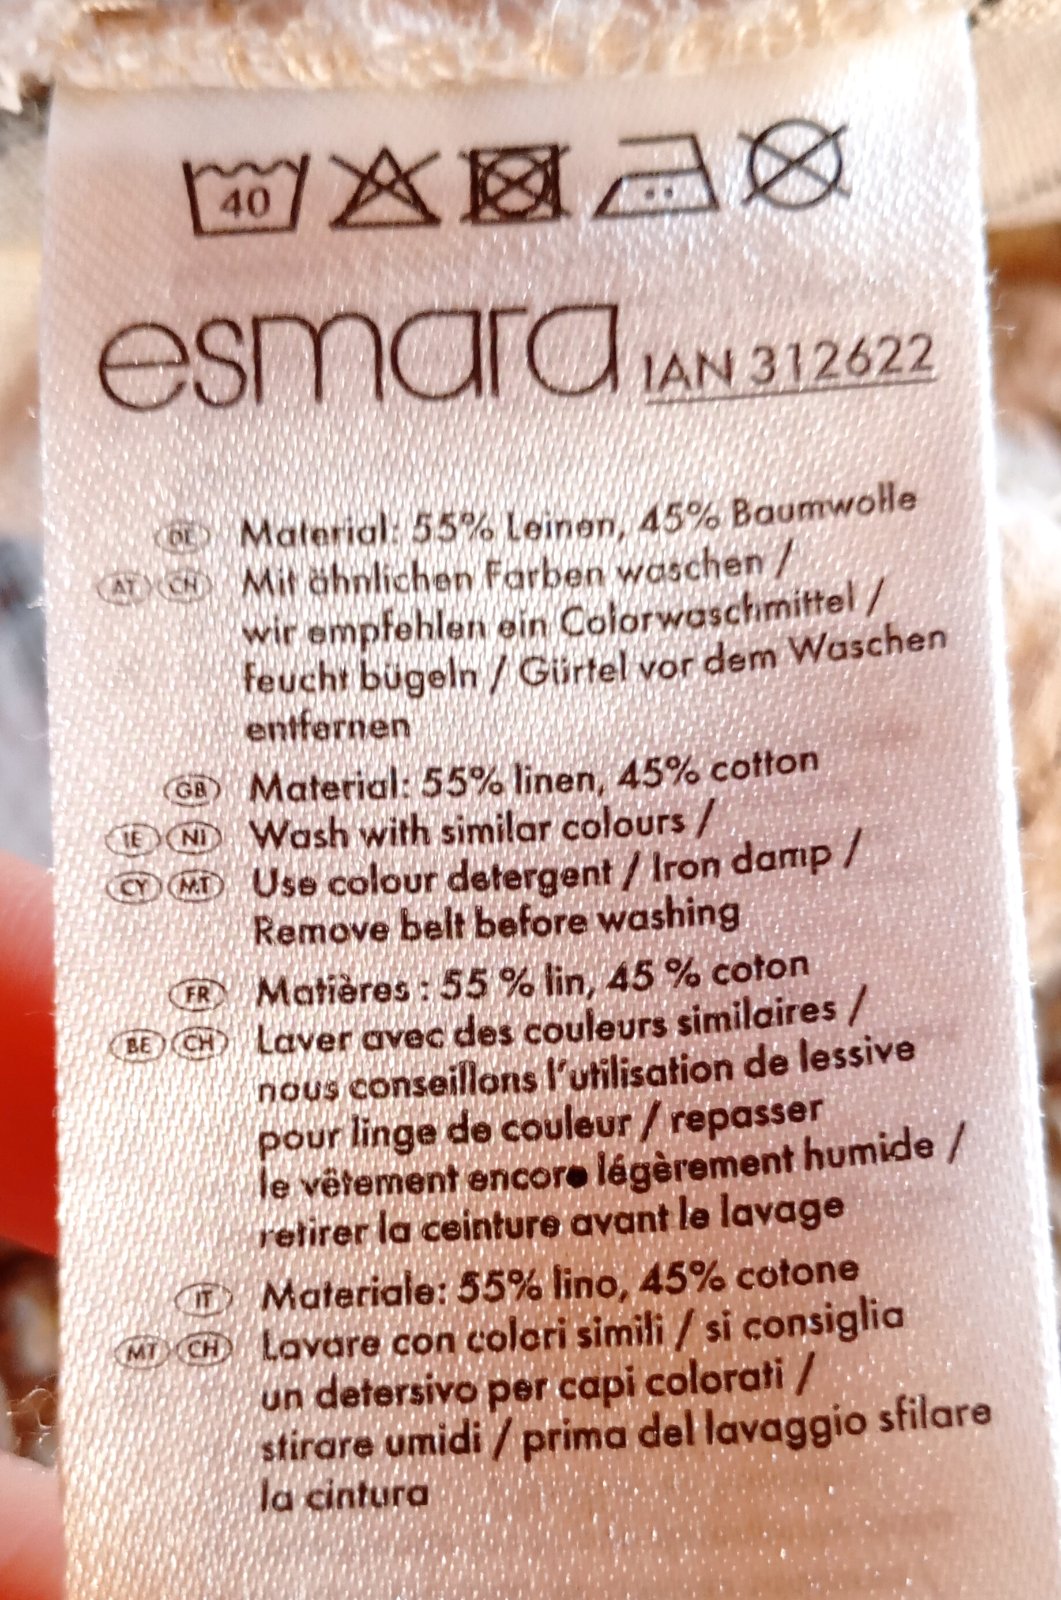 40
esmara IAN 312622
DE Material: 55% Leinen, 45% Baumwolle
AT CH Mit ähnlichen Farben waschen /
wir empfehlen ein Colorwaschmittel /
feucht bügeln / Gürtel vor dem Waschen
entfernen
GB Material: 55% linen, 45% cotton
IE NI Wash with similar colours /
CY MT Use colour detergent / Iron damp /
Remove belt before washing
FR Matières : 55 % lin, 45 % coton
BE CH Laver avec des couleurs similaires /
nous conseillons l'utilisation de lessive
pour linge de couleur / repasser
le vêtement encore légèrement humide /
retirer la ceinture avant le lavage
IT Materiale: 55% lino, 45% cotone
MT CH Lavare con colori simili / si consiglia
un detersivo per capi colorati /
stirare umidi / prima del lavaggio sfilare
la cintura